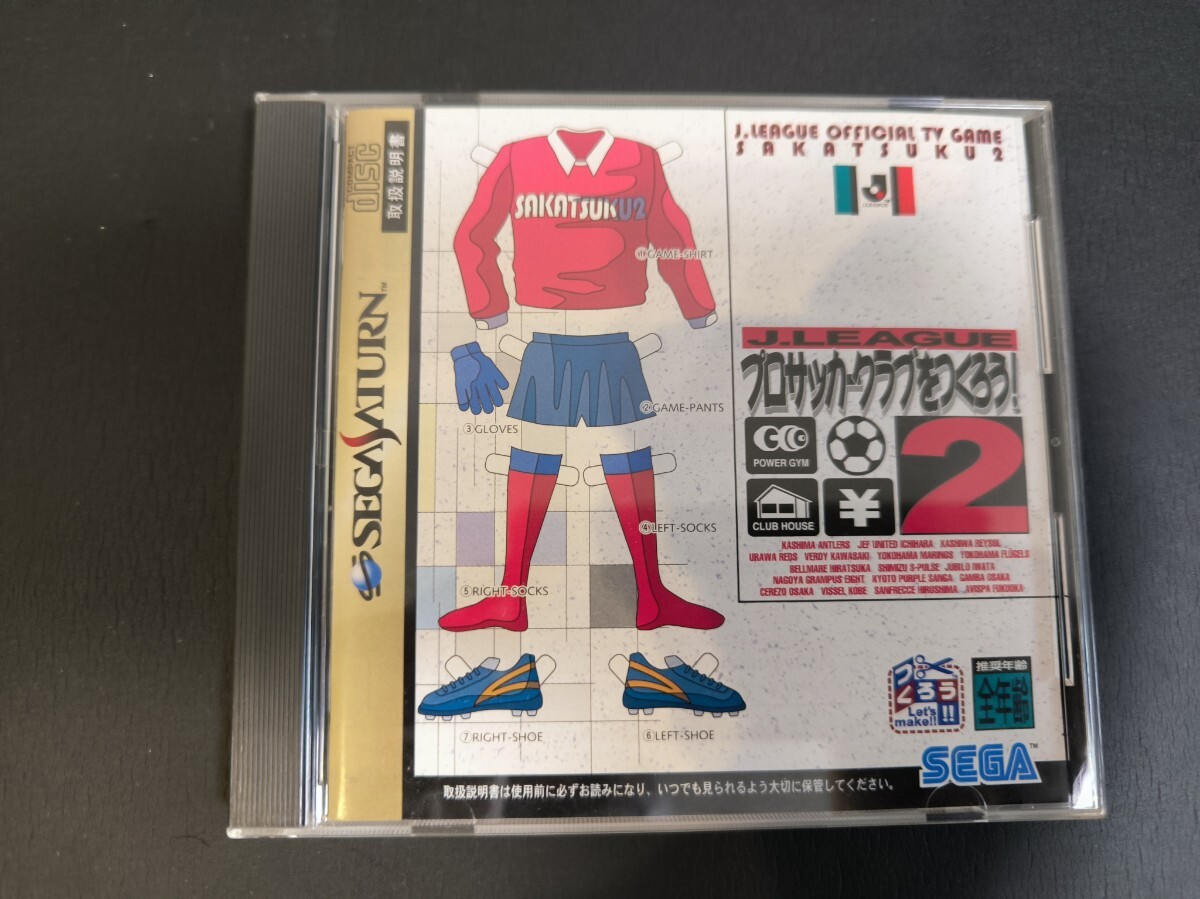 COMPACT
disc
取扱説明書
SEGA SATURN™
SAKATSUKU2
①GAME-SHIRT
②GAME-PANTS
③GLOVES
④LEFT-SOCKS
⑤RIGHT-SOCKS
⑦RIGHT-SHOE
⑥LEFT-SHOE
J.LEAGUE OFFICIAL TV GAME
SAKATSUKU2
J.LEAGUE
プロサッカークラブをつくろう!
2
POWER GYM
CLUB HOUSE
¥
KASHIMA ANTLERS JEF UNITED ICHIHARA KASHIWA REYSOL
URAWA REDS VERDY KAWASAKI YOKOHAMA MARINOS YOKOHAMA FLÜGELS
BELLMARE HIRATSUKA SHIMIZU S-PULSE JUBILO IWATA
NAGOYA GRAMPUS EIGHT KYOTO PURPLE SANGA GAMBA OSAKA
CEREZO OSAKA VISSEL KOBE SANFRECCE HIROSHIMA AVISPA FUKUOKA
つくろう!!
Let's
make!!
推奨年齢
全年齢
SEGA™
取扱説明書は使用前に必ずお読みになり、いつでも見られるよう大切に保管してください。